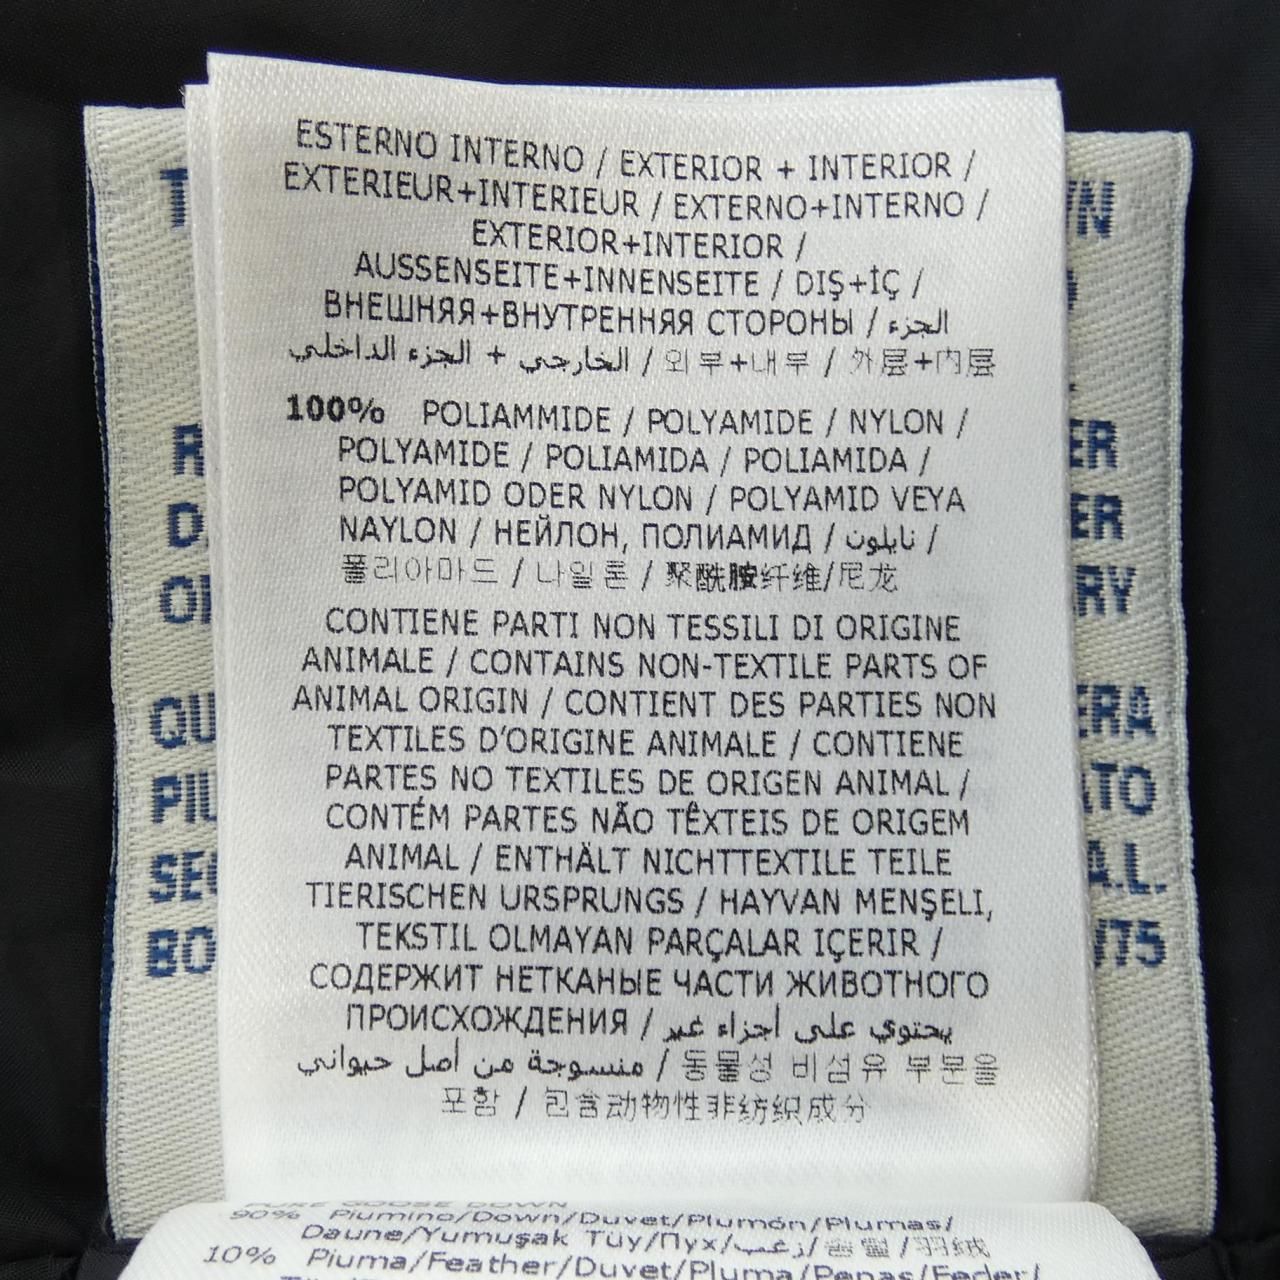 ESTERNO INTERNO / EXTERIOR + INTERIOR /
EXTERIEUR+INTERIEUR / EXTERNO+INTERNO /
EXTERIOR+INTERIOR /
AUSSENSEITE+INNENSEITE / DIŞ+İÇ /
ВНЕШНЯЯ+ВНУТРЕННЯЯ СТОРОНЫ / الجزء
الخارجي + الجزء الداخلي / 외부+내부 / 外层+内层
100% POLIAMMIDE / POLYAMIDE / NYLON /
POLYAMIDE / POLIAMIDA / POLIAMIDA /
POLYAMID ODER NYLON / POLYAMID VEYA
NAYLON / НЕЙЛОН, ПОЛИАМИД / نايلون /
폴리아마드 / 나일론 / 聚酰胺纤维/尼龙
CONTIENE PARTI NON TESSILI DI ORIGINE
ANIMALE / CONTAINS NON-TEXTILE PARTS OF
ANIMAL ORIGIN / CONTIENT DES PARTIES NON
TEXTILES D'ORIGINE ANIMALE / CONTIENE
PARTES NO TEXTILES DE ORIGEN ANIMAL /
CONTÉM PARTES NÃO TÊXTEIS DE ORIGEM
ANIMAL / ENTHÄLT NICHTTEXTILE TEILE
TIERISCHEN URSPRUNGS / HAYVAN MENŞELI,
TEKSTIL OLMAYAN PARÇALAR IÇERIR /
СОДЕРЖИТ НЕТКАНЫЕ ЧАСТИ ЖИВОТНОГО
ПРОИСХОЖДЕНИЯ / يحتوي على أجزاء غير
منسوجة من أصل حيواني / 동물성 비섬유 부분을
포함 / 包含动物性非纺织成分
90% Piumino/Down/Duvet/Plumón/Plumas/
Daune/Yumuşak Tüy/Пух/زغب/솜털/羽绒
10% Piuma/Feather/Duvet/Pluma/Penas/Feder/